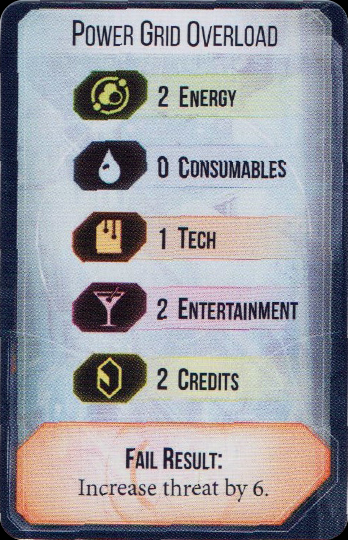 Power Grid Overload
2 Energy
0 Consumables
1 Tech
2 Entertainment
2 Credits
Fail Result:
Increase threat by 6.